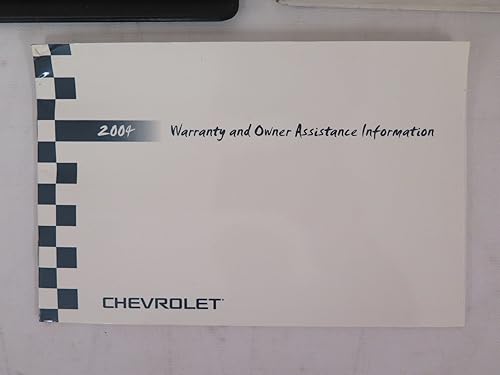 2004 Warranty and Owner Assistance Information
CHEVROLET